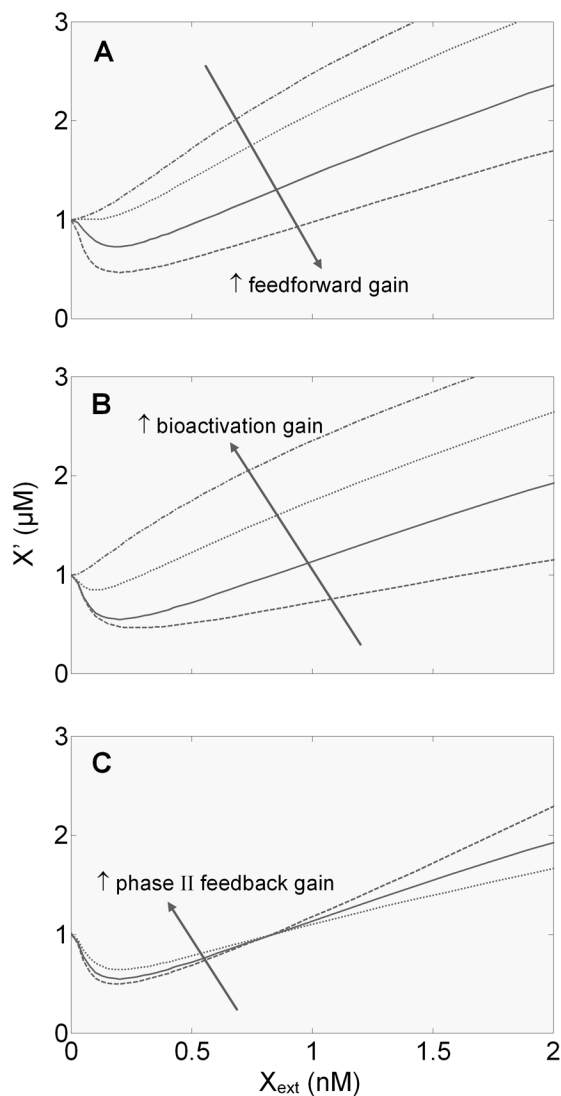 3
A
2
1
↑ feedforward gain
0
3
B
↑ bioactivation gain
2
X' (μM)
1
0
3
C
2
↑ phase II feedback gain
1
0
0 0.5 1 1.5 2
Xext (nM)